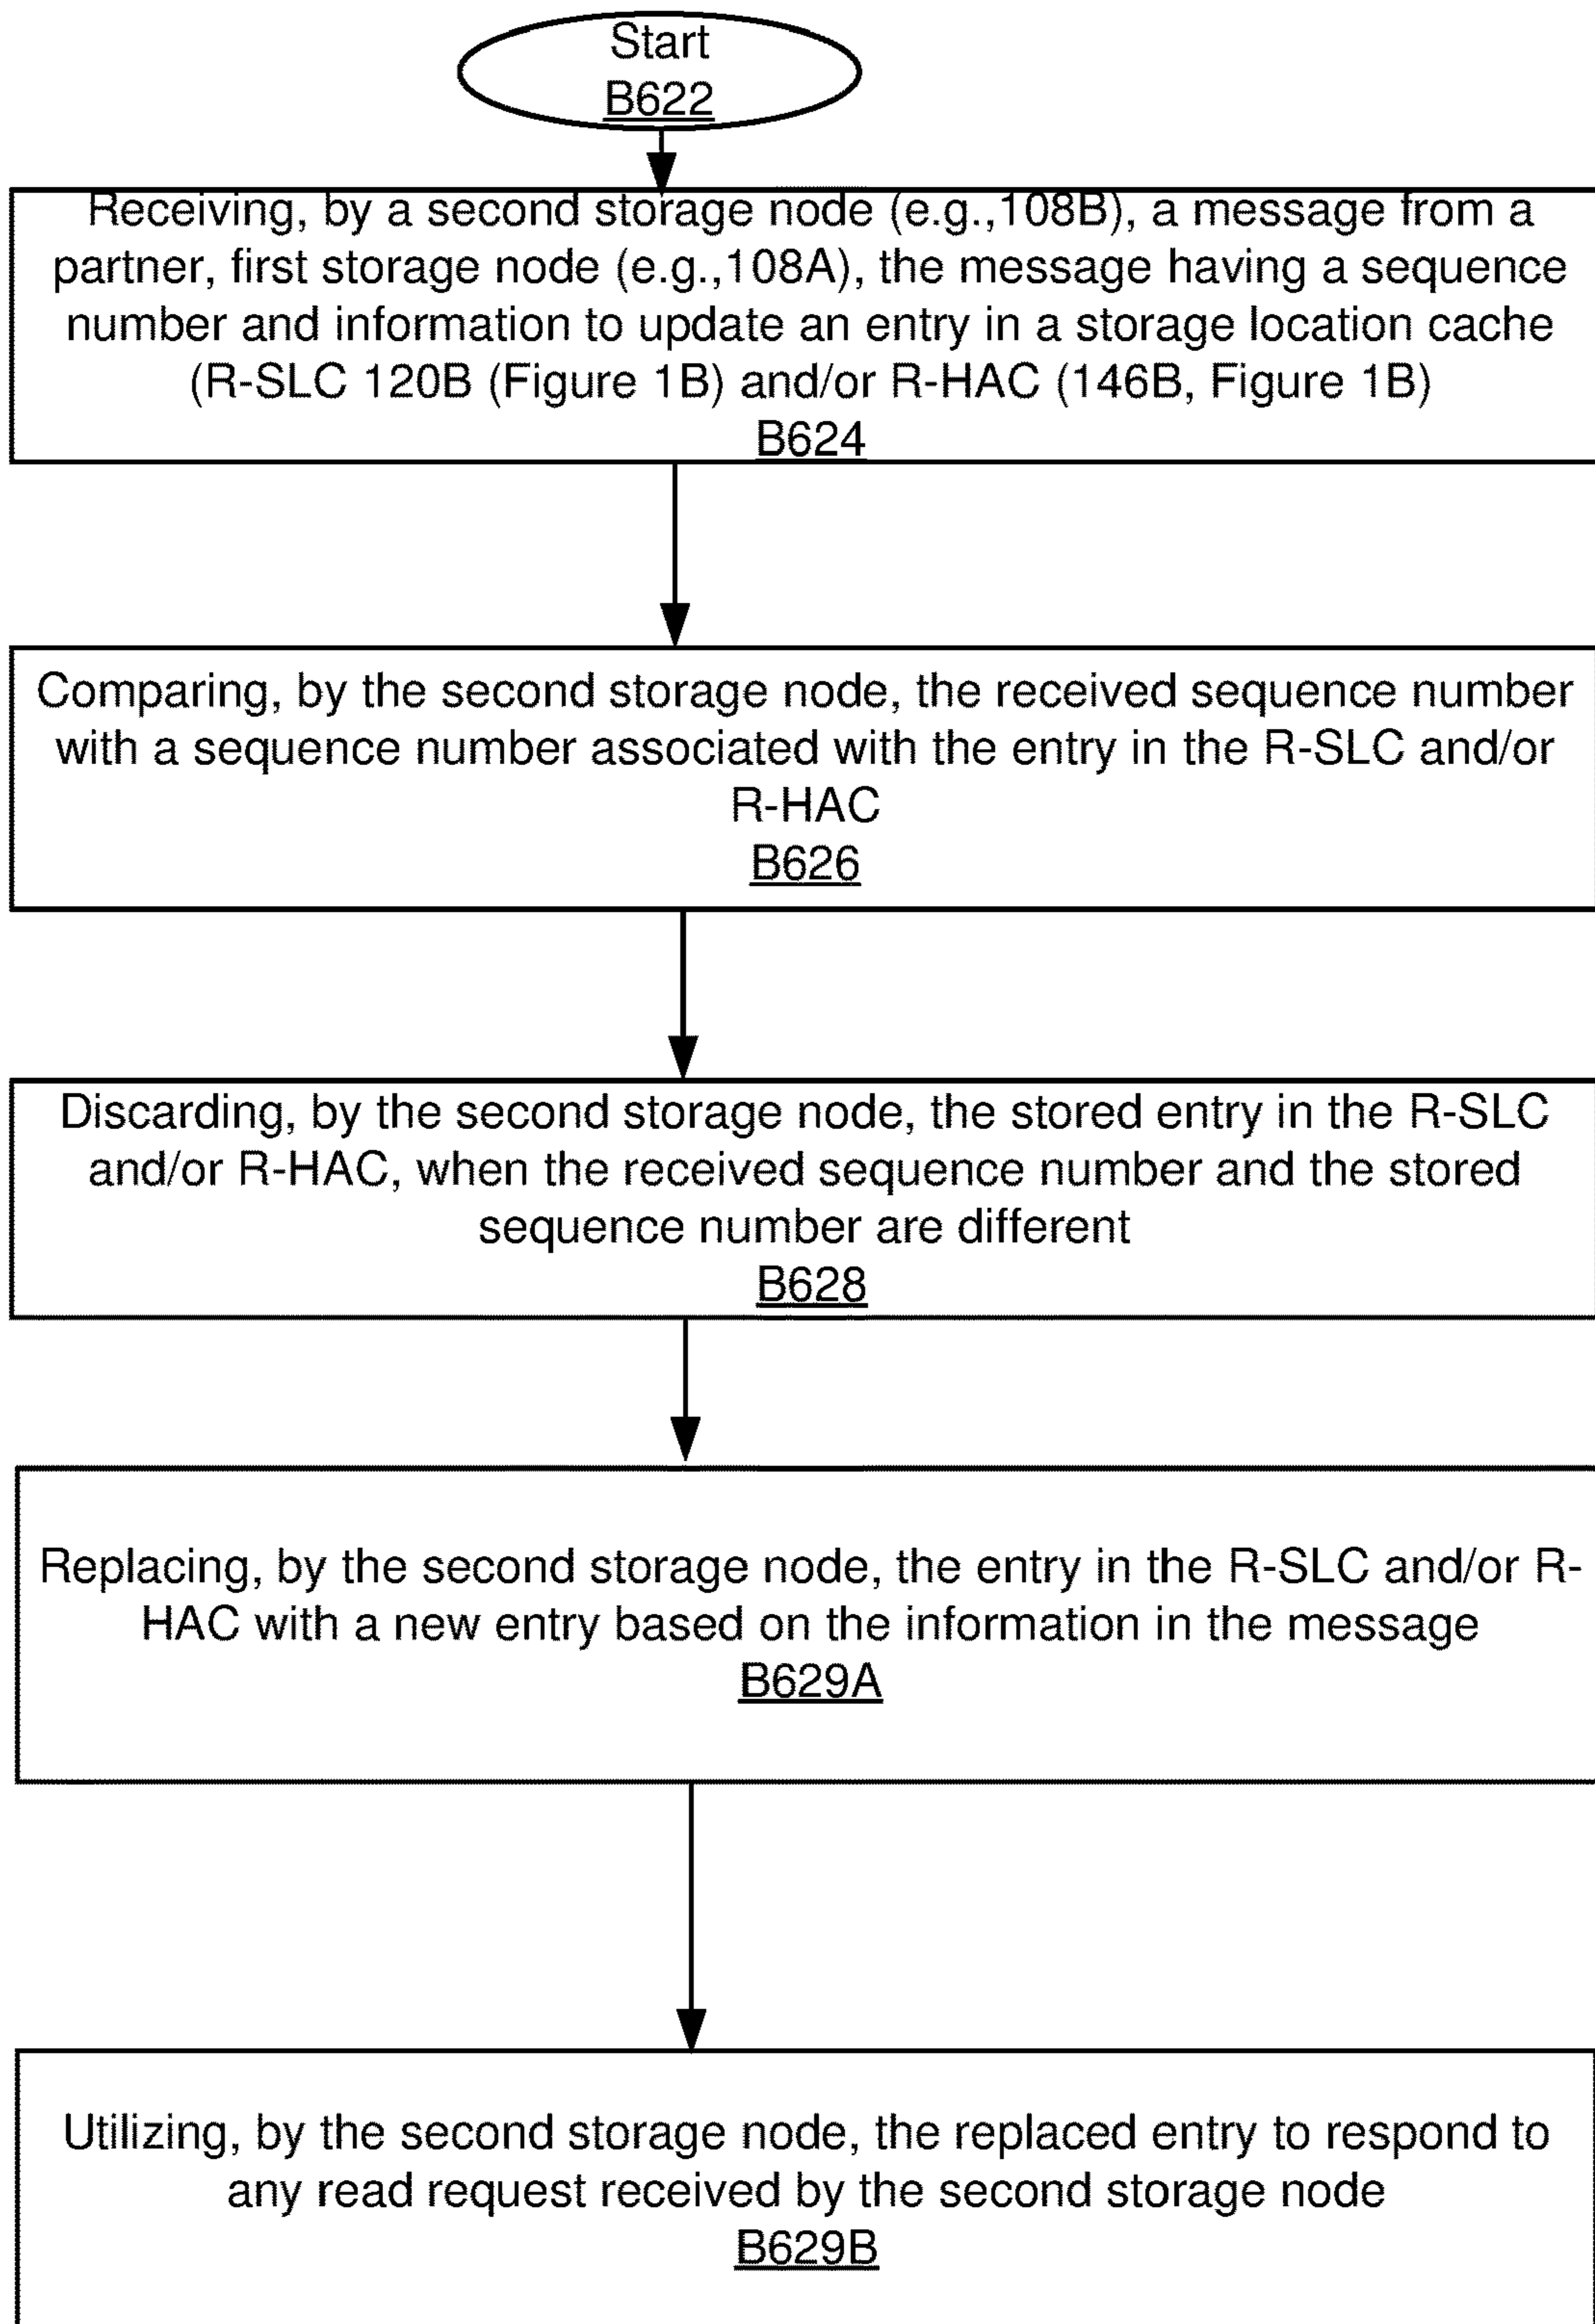 Start
B622
Receiving, by a second storage node (e.g.,108B), a message from a
partner, first storage node (e.g.,108A), the message having a sequence
number and information to update an entry in a storage location cache
(R-SLC 120B (Figure 1B) and/or R-HAC (146B, Figure 1B)
B624
Comparing, by the second storage node, the received sequence number
with a sequence number associated with the entry in the R-SLC and/or
R-HAC
B626
Discarding, by the second storage node, the stored entry in the R-SLC
and/or R-HAC, when the received sequence number and the stored
sequence number are different
B628
Replacing, by the second storage node, the entry in the R-SLC and/or R-
HAC with a new entry based on the information in the message
B629A
Utilizing, by the second storage node, the replaced entry to respond to
any read request received by the second storage node
B629B